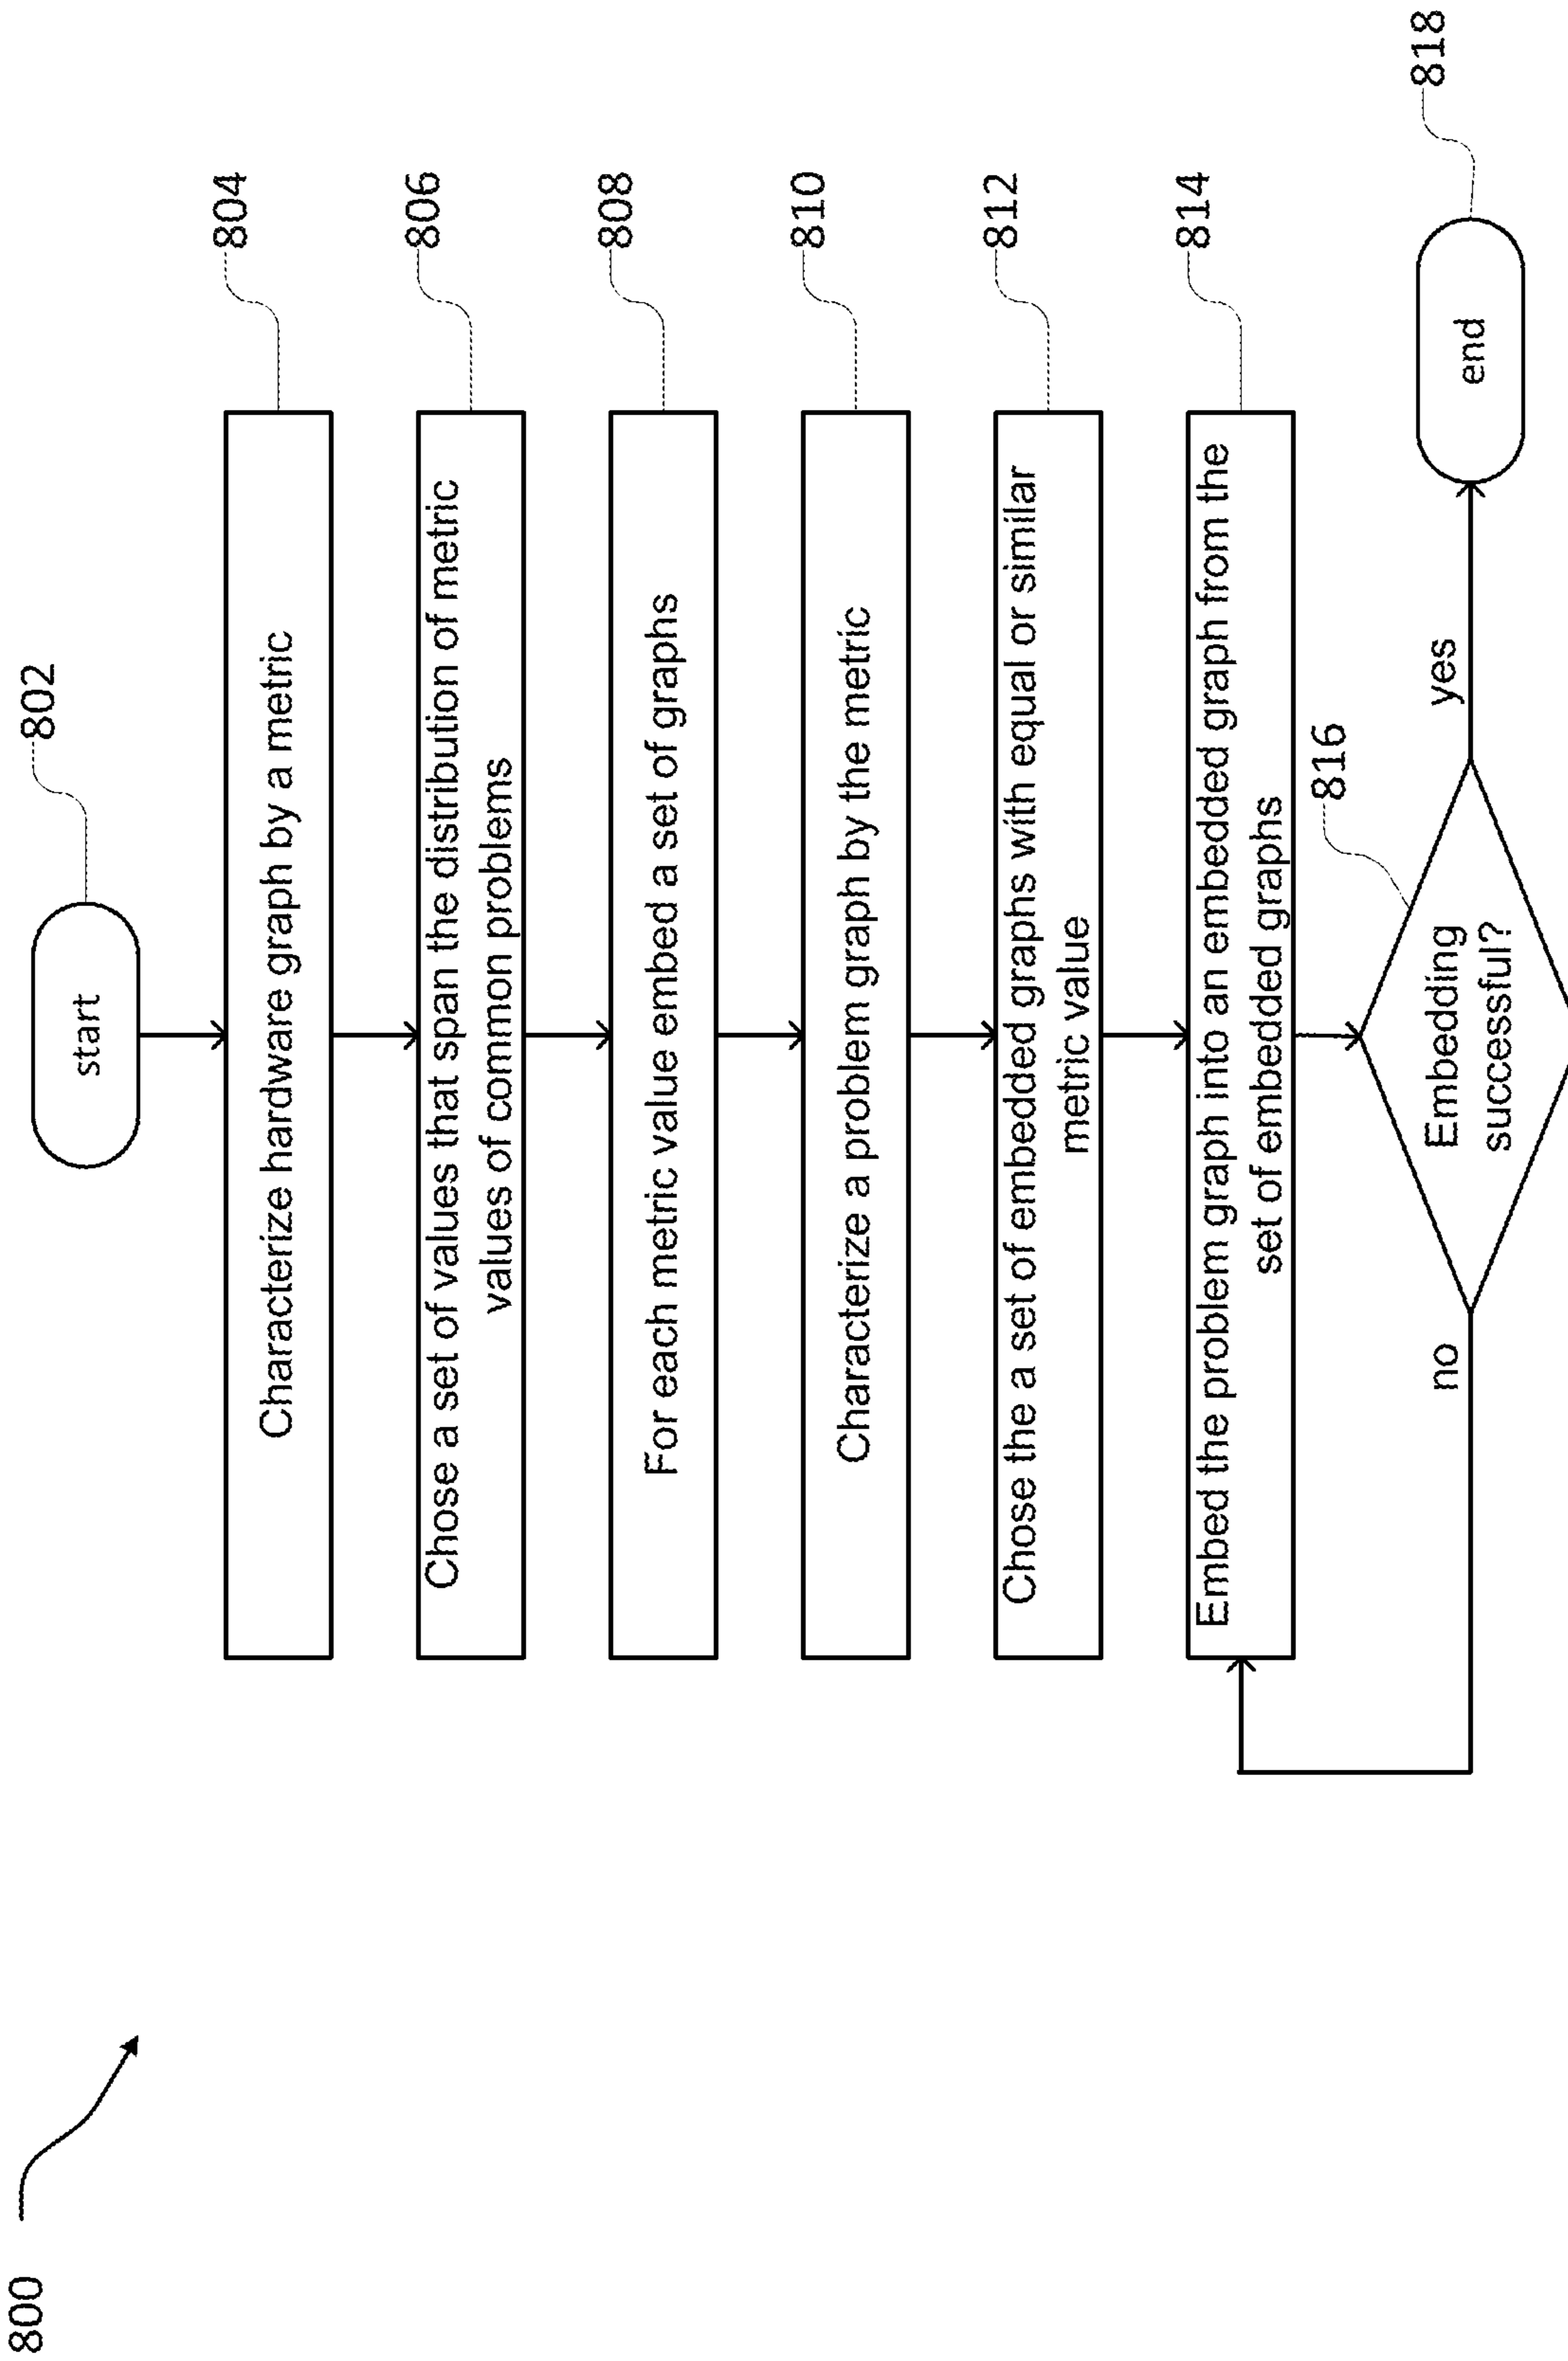 800
802
start
804
Characterize hardware graph by a metric
806
Chose a set of values that span the distribution of metric
values of common problems
808
For each metric value embed a set of graphs
810
Characterize a problem graph by the metric
812
Chose the a set of embedded graphs with equal or similar
metric value
814
Embed the problem graph into an embedded graph from the
set of embedded graphs
816
Embedding
successful?
no
yes
end
818